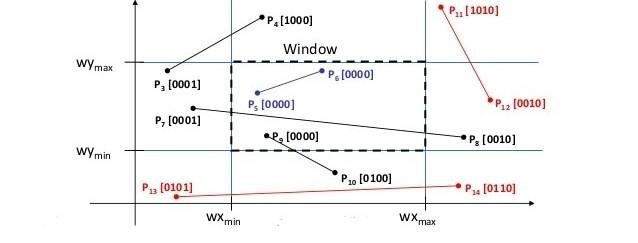 P4 [1000]
P11 [1010]
Window
wymax
P3 [0001]
P6 [0000]
P5 [0000]
P12 [0010]
P7 [0001]
P9 [0000]
P8 [0010]
wymin
P10 [0100]
P13 [0101]
P14 [0110]
wxmin
wxmax